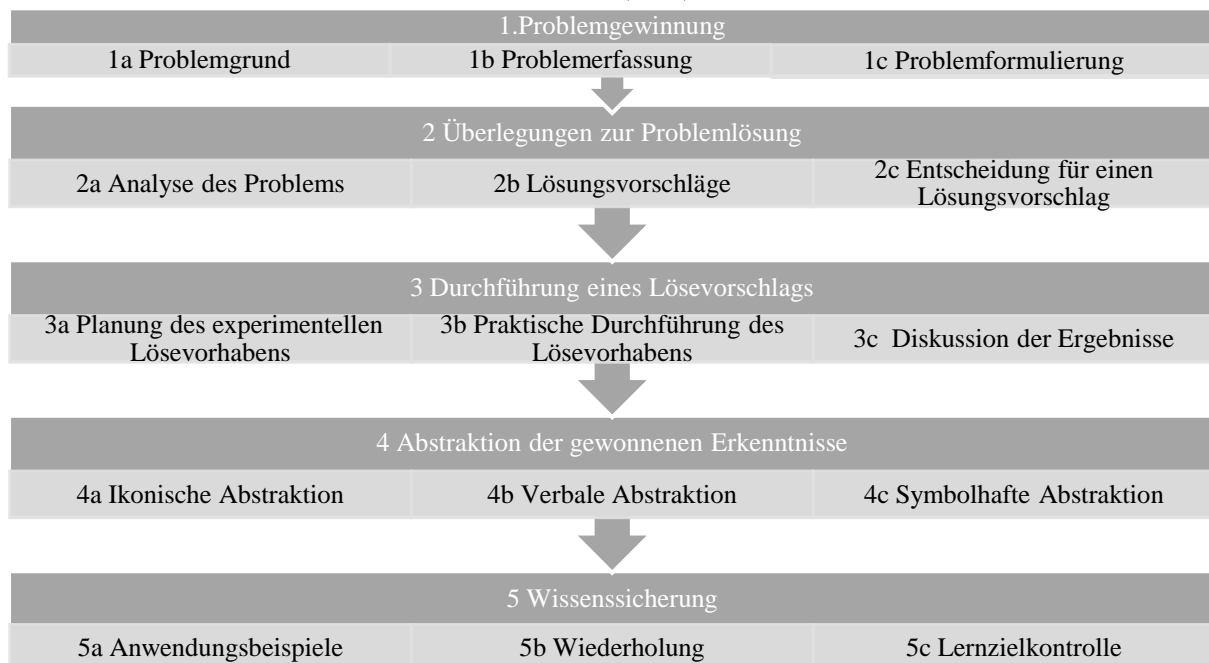 1.Problemgewinnung
1a Problemgrund
1b Problemerfassung
1c Problemformulierung
2 Überlegungen zur Problemlösung
2a Analyse des Problems
2b Lösungsvorschläge
2c Entscheidung für einen
Lösungsvorschlag
3 Durchführung eines Lösevorschlags
3a Planung des experimentellen
Lösevorhabens
3b Praktische Durchführung des
Lösevorhabens
3c Diskussion der Ergebnisse
4 Abstraktion der gewonnenen Erkenntnisse
4a Ikonische Abstraktion
4b Verbale Abstraktion
4c Symbolhafte Abstraktion
5 Wissenssicherung
5a Anwendungsbeispiele
5b Wiederholung
5c Lernzielkontrolle